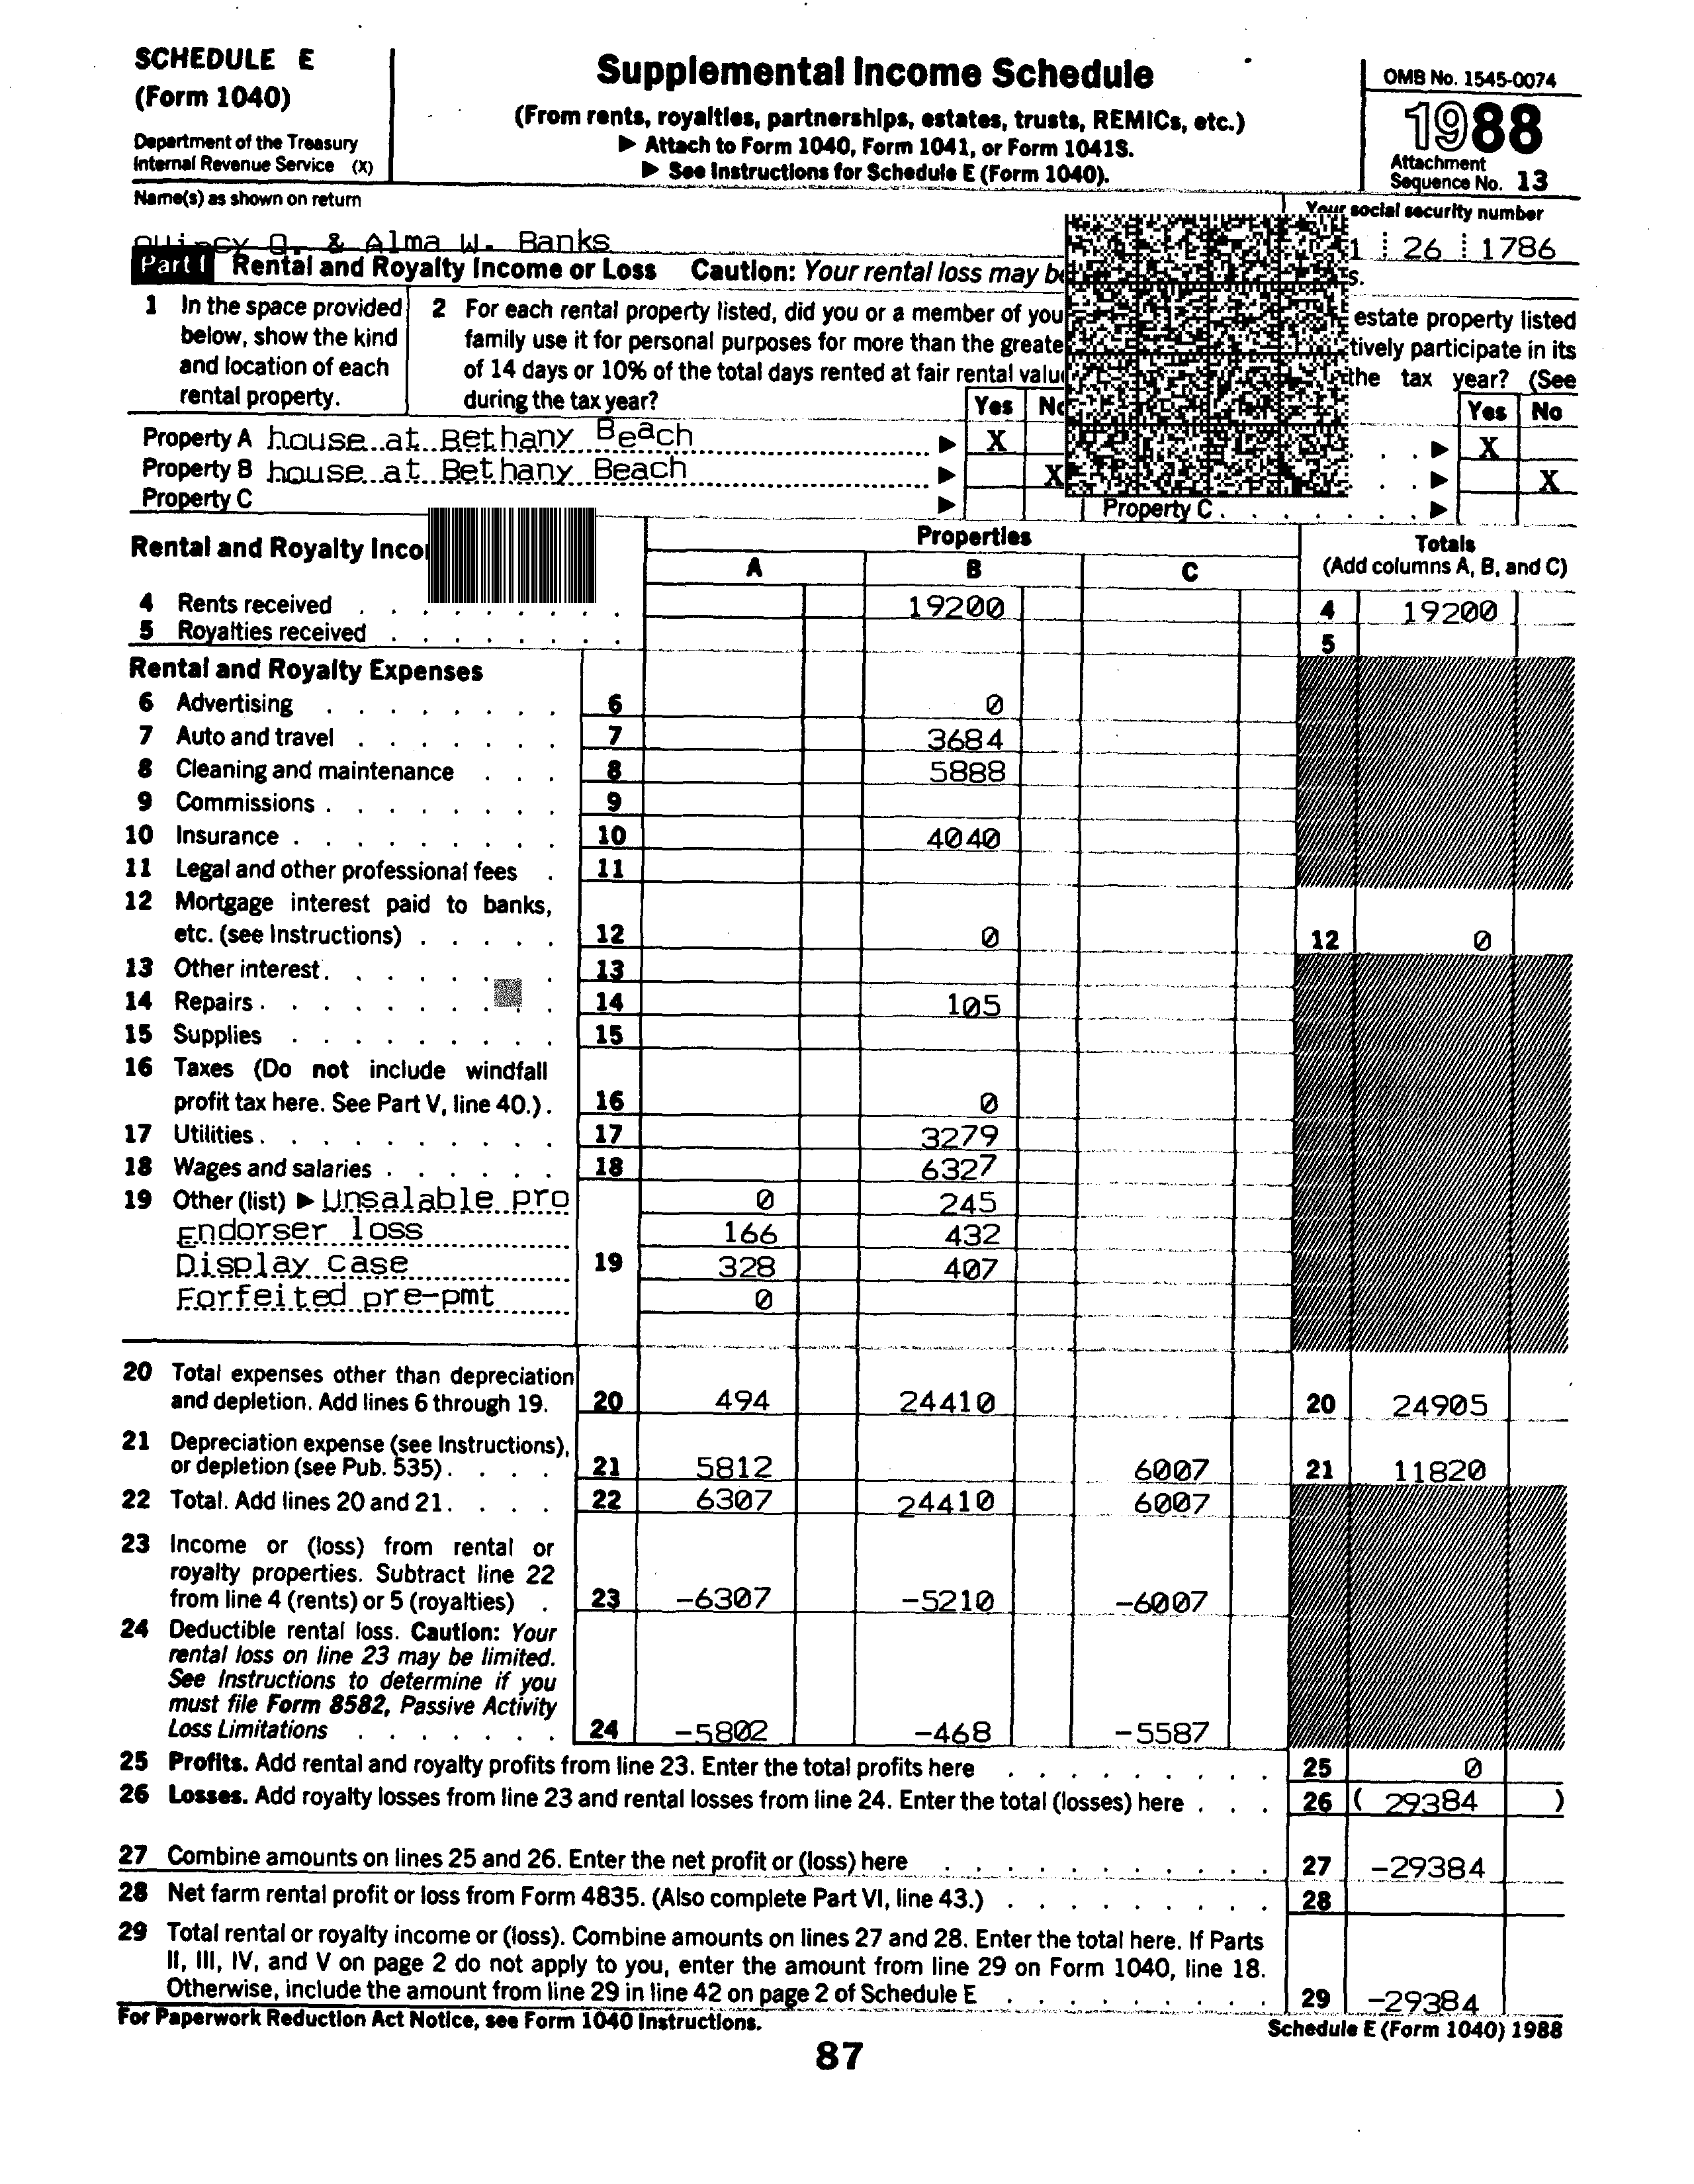 SCHEDULE E
(Form 1040)
Department of the Treasury
Internal Revenue Service (X)
Supplemental Income Schedule
(From rents, royalties, partnerships, estates, trusts, REMICs, etc.)
▶ Attach to Form 1040, Form 1041, or Form 1041S.
▶ See Instructions for Schedule E (Form 1040).
OMB No. 1545-0074
1988
Attachment
Sequence No. 13
Name(s) as shown on return
Your social security number
Quincy Q. & Alma W. Banks
1 26 1786
Part I Rental and Royalty Income or Loss Caution: Your rental loss may
1 In the space provided below, show the kind and location of each rental property.
2 For each rental property listed, did you or a member of
family use it for personal purposes for more than the
of 14 days or 10% of the total days rented at fair rental
during the tax year?
estate property listed
participate in its
the tax year? (See
Yes Yes No
Property A house at Bethany Beach ▶ X ▶ X
Property B house at Bethany Beach ▶ X ▶ X
Property C ▶ Property C ▶
Rental and Royalty
Properties
Totals
A B C (Add columns A, B, and C)
4 Rents received 19200 4 19200
5 Royalties received 5
Rental and Royalty Expenses
6 Advertising 6 0
7 Auto and travel 7 3684
8 Cleaning and maintenance 8 5888
9 Commissions 9
10 Insurance 10 4040
11 Legal and other professional fees 11
12 Mortgage interest paid to banks,
etc. (see Instructions) 12 0 12 0
13 Other interest 13
14 Repairs 14 105
15 Supplies 15
16 Taxes (Do not include windfall
profit tax here. See Part V, line 40.) 16 0
17 Utilities 17 3279
18 Wages and salaries 18 6327
19 Other (list) ▶ Unsalable pro 0 245
Endorser loss 166 432
Display case 19 328 407
Forfeited pre-pmt 0
20 Total expenses other than depreciation
and depletion. Add lines 6 through 19. 20 494 24410 20 24905
21 Depreciation expense (see Instructions),
or depletion (see Pub. 535) 21 5812 6007 21 11820
22 Total. Add lines 20 and 21 22 6307 24410 6007
23 Income or (loss) from rental or
royalty properties. Subtract line 22
from line 4 (rents) or 5 (royalties) 23 -6307 -5210 -6007
24 Deductible rental loss. Caution: Your
rental loss on line 23 may be limited.
See Instructions to determine if you
must file Form 8582, Passive Activity
Loss Limitations 24 -5802 -468 -5587
25 Profits. Add rental and royalty profits from line 23. Enter the total profits here 25 0
26 Losses. Add royalty losses from line 23 and rental losses from line 24. Enter the total (losses) here 26 ( 29384 )
27 Combine amounts on lines 25 and 26. Enter the net profit or (loss) here 27 -29384
28 Net farm rental profit or loss from Form 4835. (Also complete Part VI, line 43.) 28
29 Total rental or royalty income or (loss). Combine amounts on lines 27 and 28. Enter the total here. If Parts
II, III, IV, and V on page 2 do not apply to you, enter the amount from line 29 on Form 1040, line 18.
Otherwise, include the amount from line 29 in line 42 on page 2 of Schedule E 29 -29384
For Paperwork Reduction Act Notice, see Form 1040 Instructions.
Schedule E (Form 1040) 1988
87